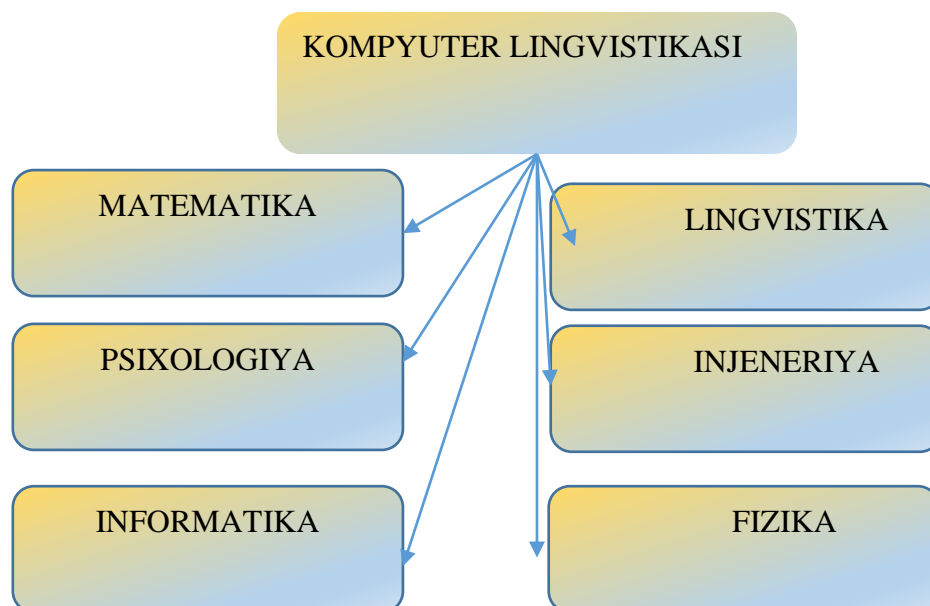 KOMPYUTER LINGVISTIKASI
MATEMATIKA
LINGVISTIKA
PSIXOLOGIYA
INJENERIYA
INFORMATIKA
FIZIKA